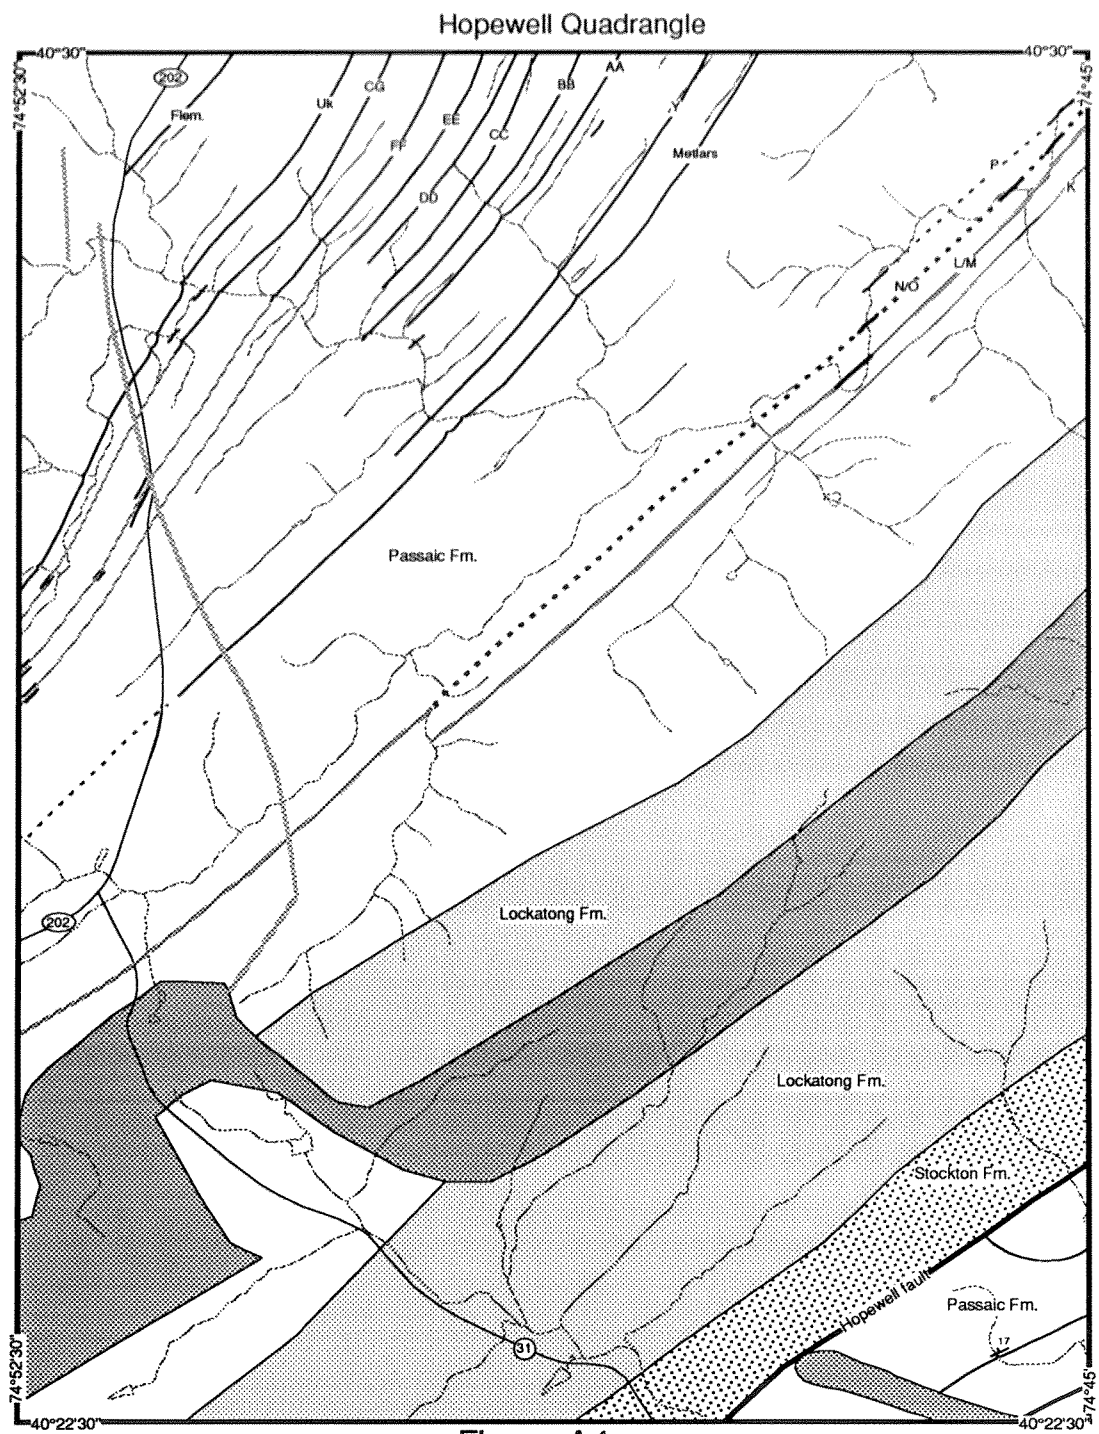 Hopewell Quadrangle
40°30"
40°30"
74°52'30"
74°45'
202
Flem.
Uk
CG
FF
EE
DD
CC
BB
AA
Y
Metlars
P
K
L/M
N/O
Passaic Fm.
Lockatong Fm.
202
Lockatong Fm.
Stockton Fm.
Hopewell fault
Passaic Fm.
17
31
74°52'30"
74°45'
40°22'30"
40°22'30"